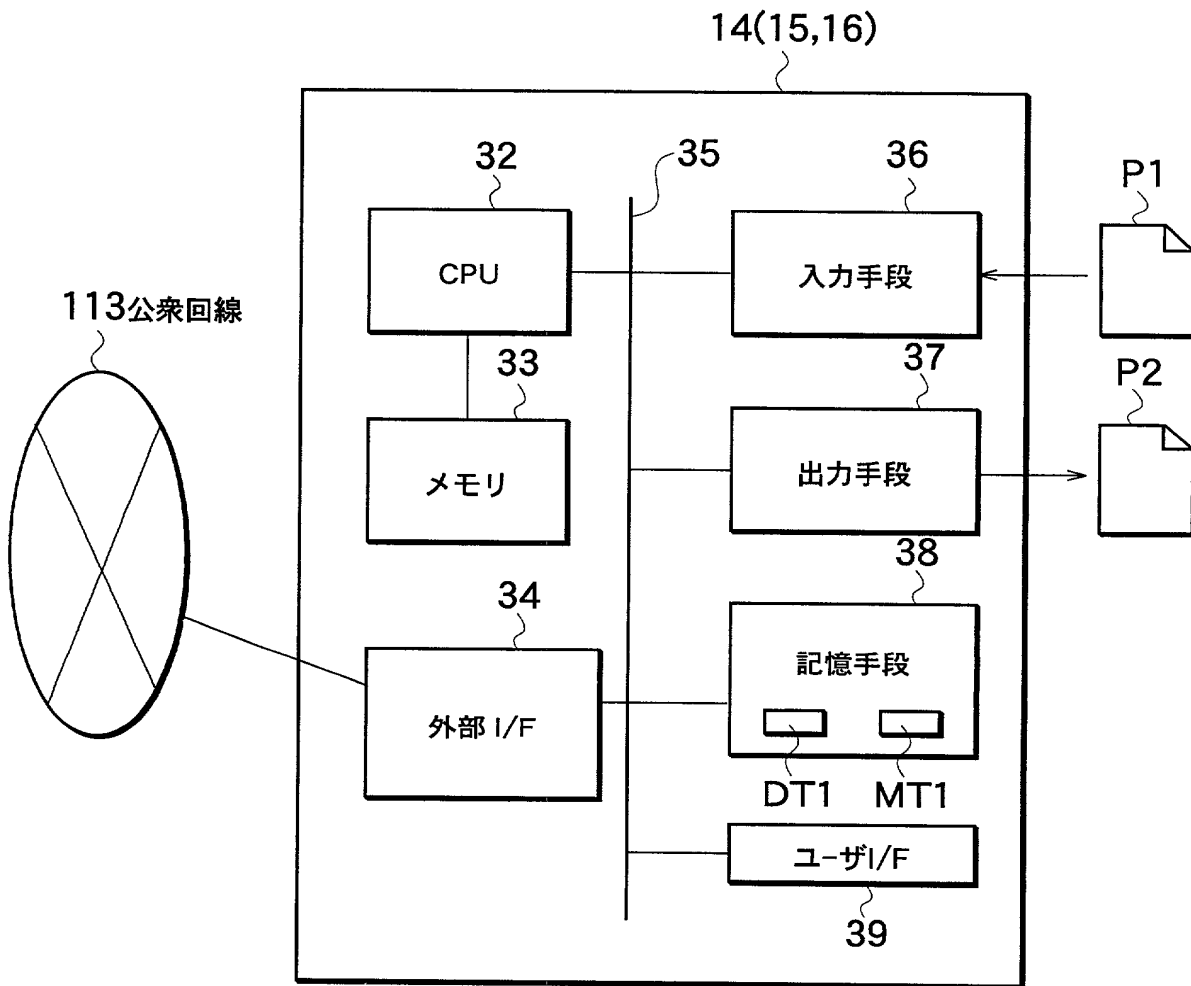 14(15,16)
32
35
36
P1
CPU
入力手段
113公衆回線
33
37
P2
メモリ
出力手段
34
38
記憶手段
外部 I/F
DT1
MT1
ユーザI/F
39